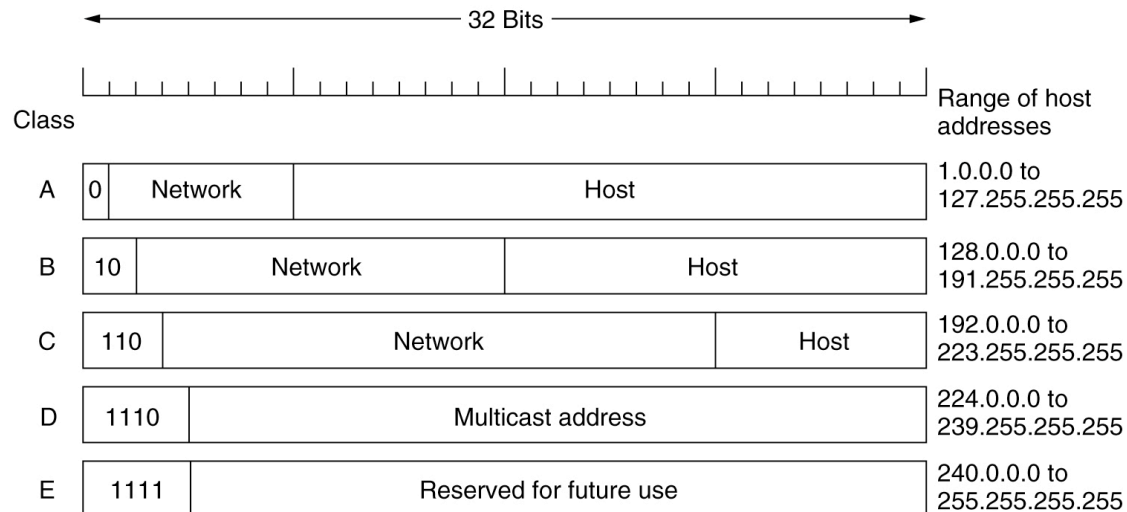 32 Bits
Range of host
addresses
Class
A 0 Network Host 1.0.0.0 to
127.255.255.255
B 10 Network Host 128.0.0.0 to
191.255.255.255
C 110 Network Host 192.0.0.0 to
223.255.255.255
D 1110 Multicast address 224.0.0.0 to
239.255.255.255
E 1111 Reserved for future use 240.0.0.0 to
255.255.255.255